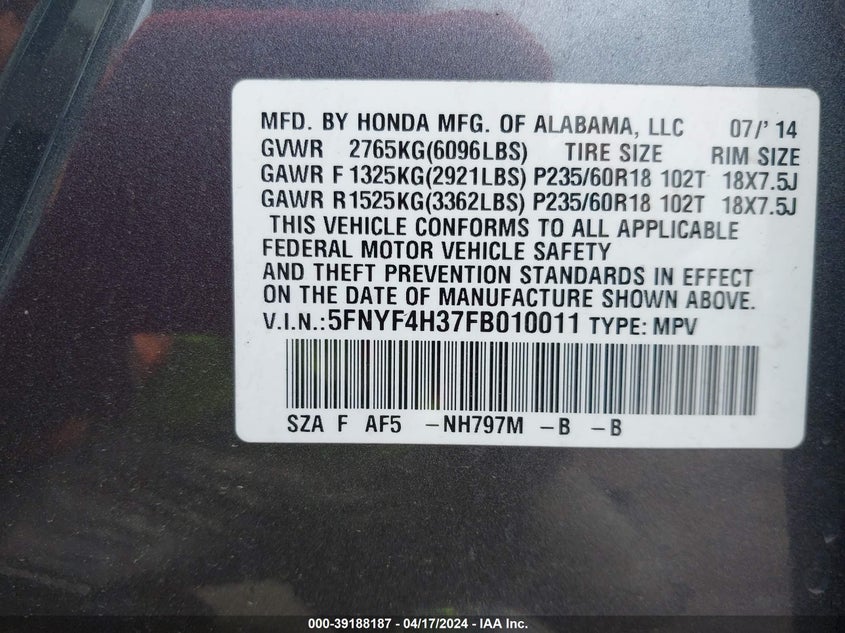 MFD. BY HONDA MFG. OF ALABAMA, LLC 07/' 14
GVWR 2765KG(6096LBS) TIRE SIZE RIM SIZE
GAWR F 1325KG(2921LBS) P235/60R18 102T 18X7.5J
GAWR R 1525KG(3362LBS) P235/60R18 102T 18X7.5J
THIS VEHICLE CONFORMS TO ALL APPLICABLE
FEDERAL MOTOR VEHICLE SAFETY
AND THEFT PREVENTION STANDARDS IN EFFECT
ON THE DATE OF MANUFACTURE SHOWN ABOVE.
V.I.N.:5FNYF4H37FB010011 TYPE: MPV
SZA F AF5 -NH797M -B -B
000-39188187 - 04/17/2024 - IAA Inc.